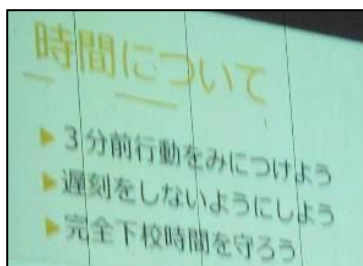 時間について
▶3分前行動をみにつけよう
▶遅刻をしないようにしよう
▶完全下校時間を守ろう